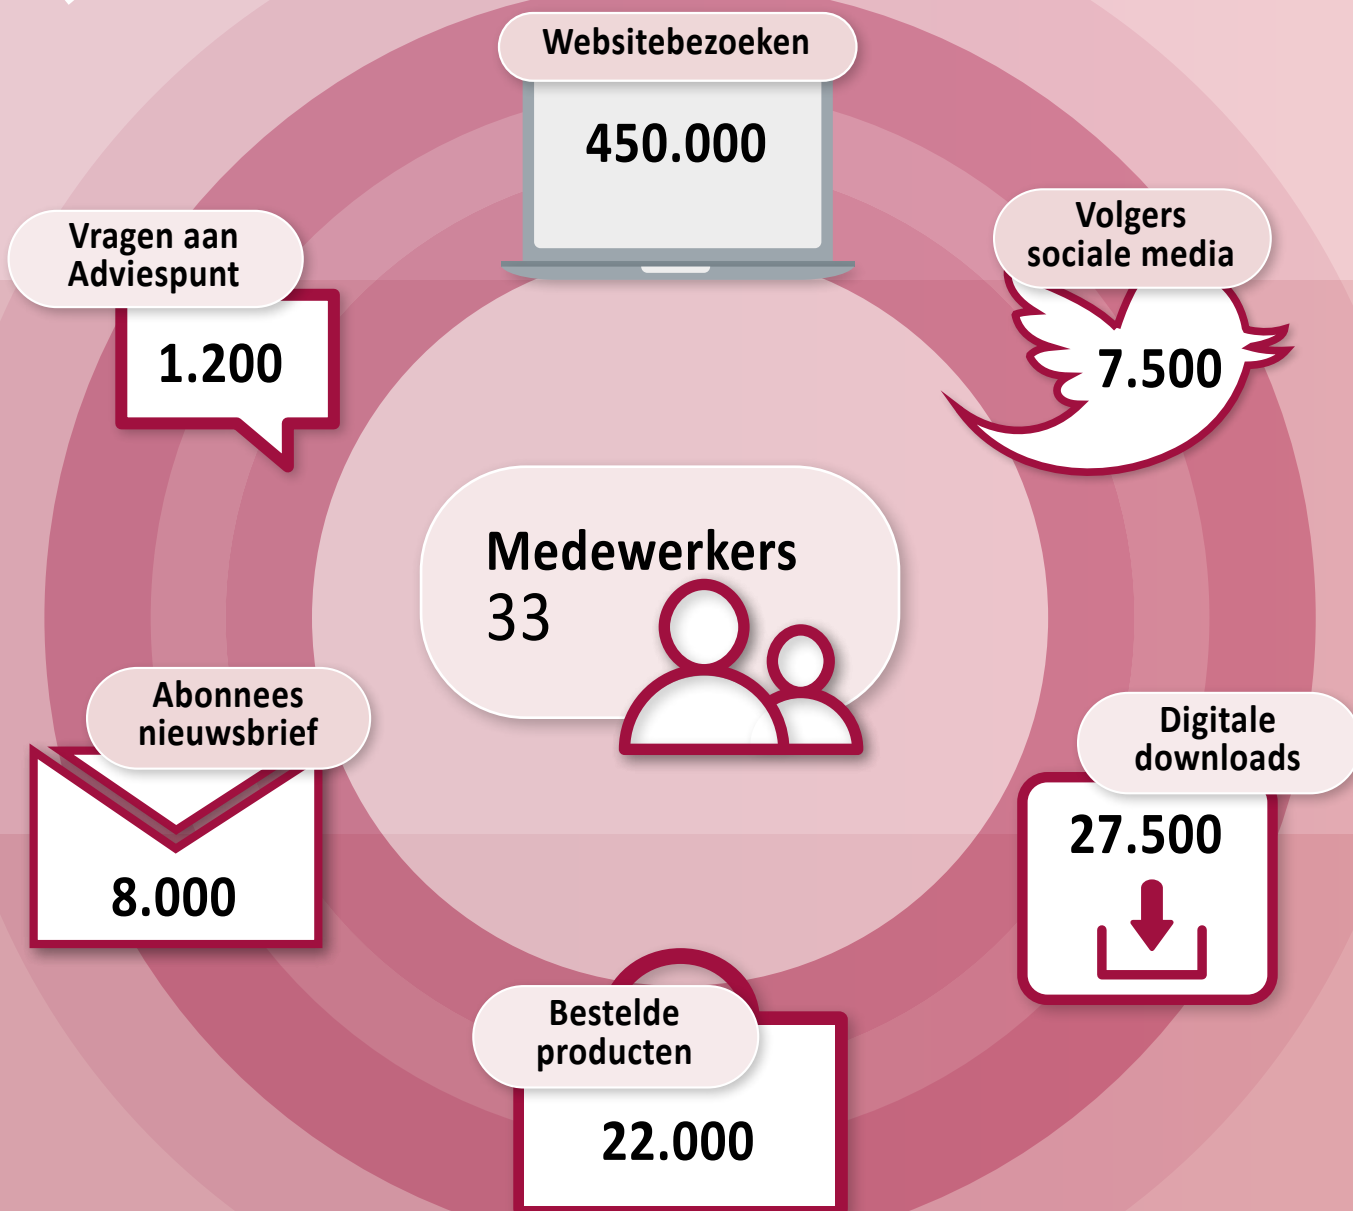 Websitebezoeken
450.000
Volgers
sociale media
7.500
Vragen aan
Adviespunt
1.200
Medewerkers
33
Abonnees
nieuwsbrief
8.000
Digitale
downloads
27.500
Bestelde
producten
22.000